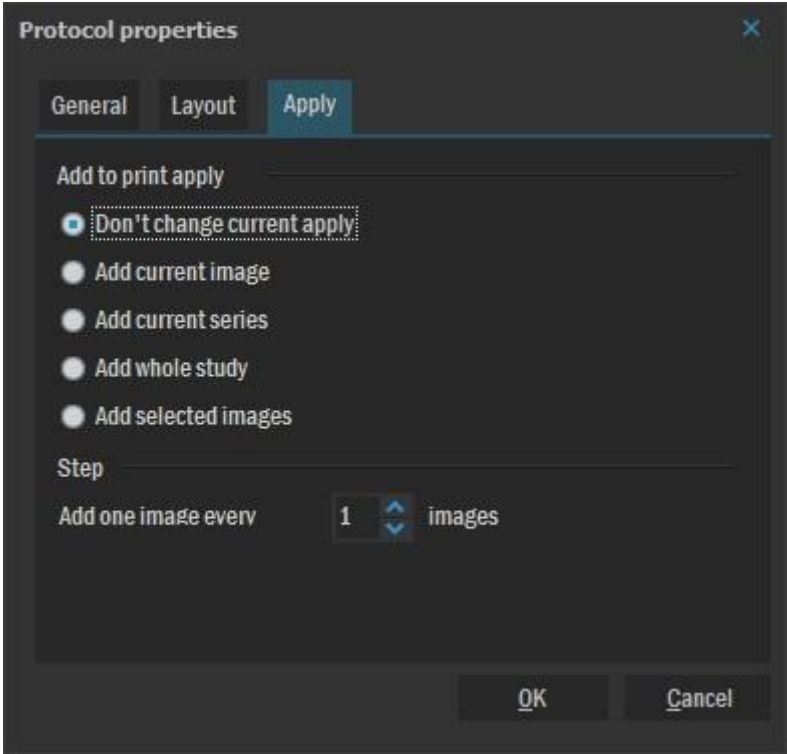 Protocol properties
General Layout Apply
Add to print apply
Don't change current apply
Add current image
Add current series
Add whole study
Add selected images
Step
Add one image every 1 images
OK Cancel